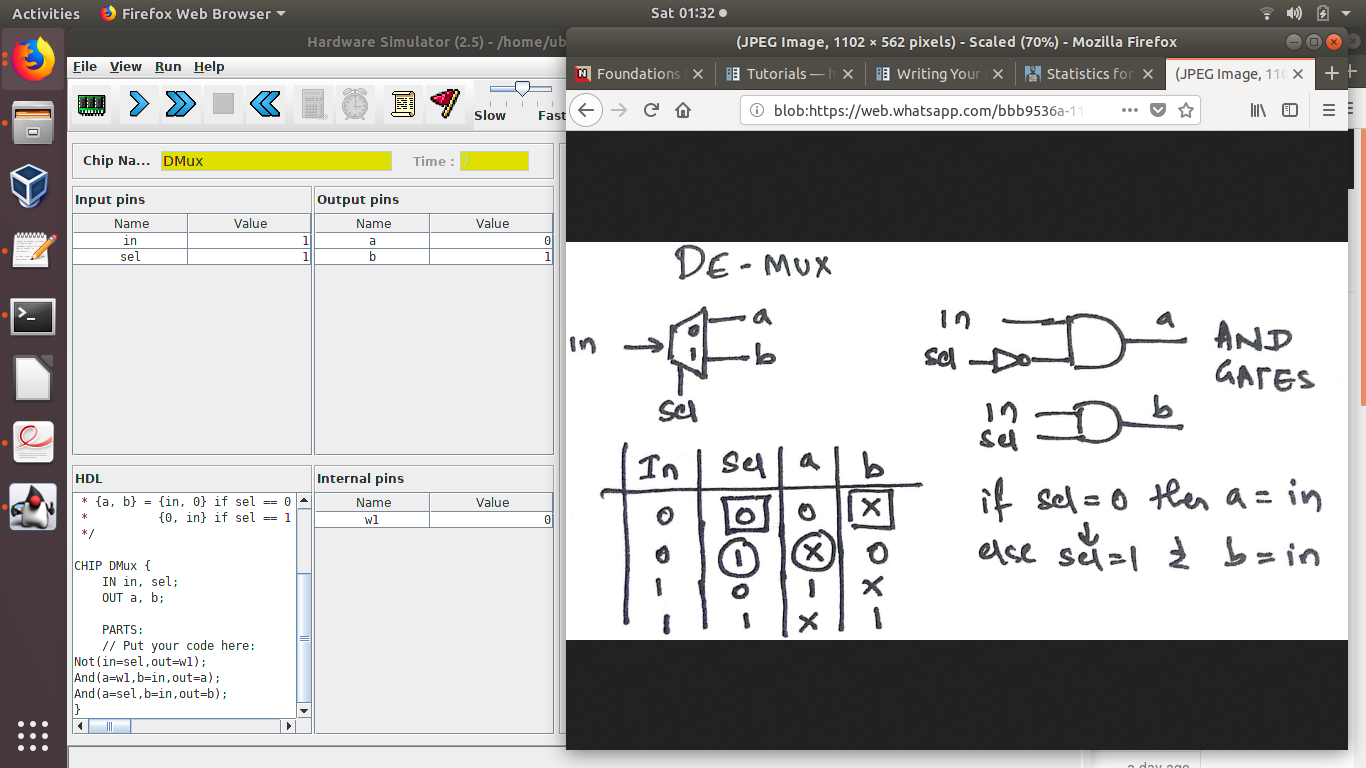 Activities Firefox Web Browser Sat 01:32
Hardware Simulator (2.5) - /home/ub
File View Run Help
Slow Fast
Chip Na... DMux Time : 7
Input pins
Name Value
in 1
sel 1
Output pins
Name Value
a 0
b 1
HDL
* {a, b} = {in, 0} if sel == 0
* {0, in} if sel == 1
*/
CHIP DMux {
IN in, sel;
OUT a, b;
PARTS:
// Put your code here:
Not(in=sel,out=w1);
And(a=w1,b=in,out=a);
And(a=sel,b=in,out=b);
}
Internal pins
Name Value
w1 0
(JPEG Image, 1102 × 562 pixels) - Scaled (70%) - Mozilla Firefox
Foundations Tutorials — h Writing Your Statistics for (JPEG Image, 110
blob:https://web.whatsapp.com/bbb9536a-11
DE-MUX
in
0 a
1 b
sel
in a
sel
AND
GATES
in b
sel
In Sel a b
0 0 0 x
0 1 x 0
1 0 1 x
1 1 x 1
if sel=0 then a=in
else sel=1 & b=in
a day ago